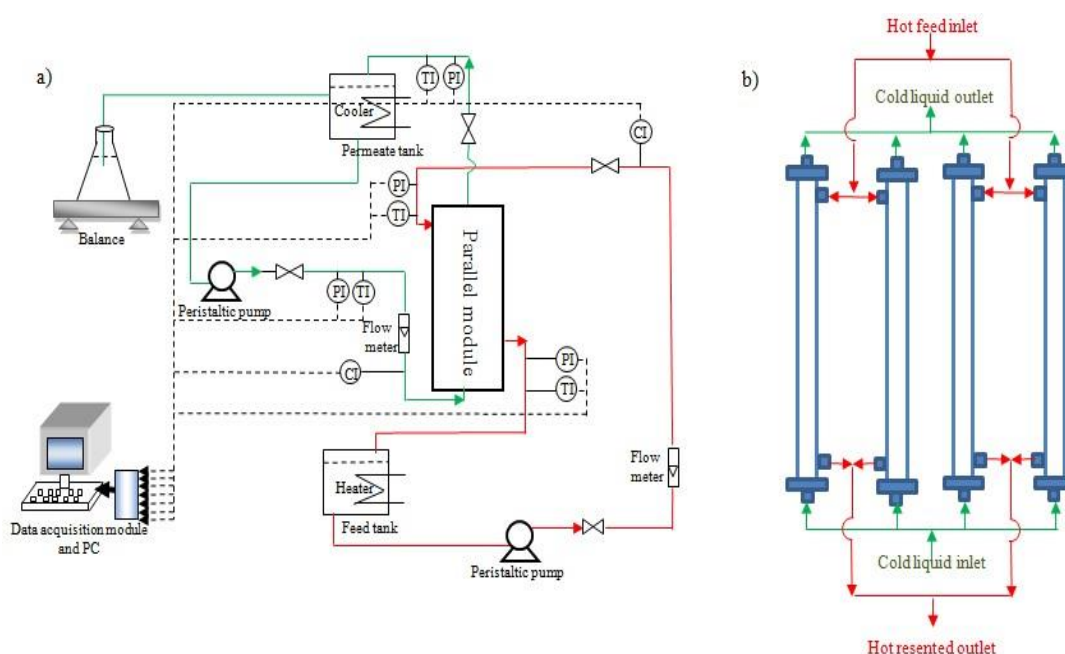 a)
TI
PI
Cooler
CI
Permeate tank
PI
TI
Balance
Parallel module
Peristaltic pump
PI
TI
Flow
meter
CI
PI
TI
Heater
Feed tank
Flow
meter
Peristaltic pump
Data acquisition module
and PC
b)
Hot feed inlet
Cold liquid outlet
Cold liquid inlet
Hot resented outlet